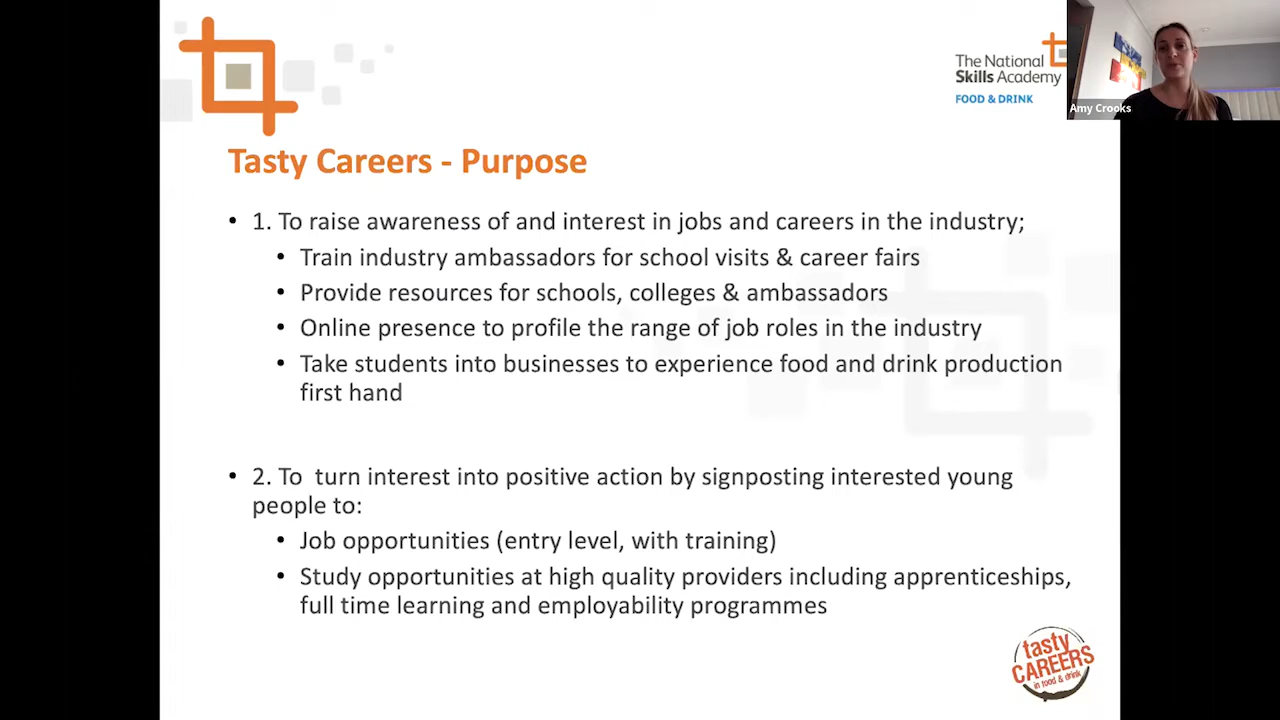 The National
Skills Academy
FOOD & DRINK
Amy Crooks
Tasty Careers - Purpose
• 1. To raise awareness of and interest in jobs and careers in the industry;
• Train industry ambassadors for school visits & career fairs
• Provide resources for schools, colleges & ambassadors
• Online presence to profile the range of job roles in the industry
• Take students into businesses to experience food and drink production
first hand
• 2. To  turn interest into positive action by signposting interested young
people to:
• Job opportunities (entry level, with training)
• Study opportunities at high quality providers including apprenticeships,
full time learning and employability programmes
tasty
CAREERS
in food & drink